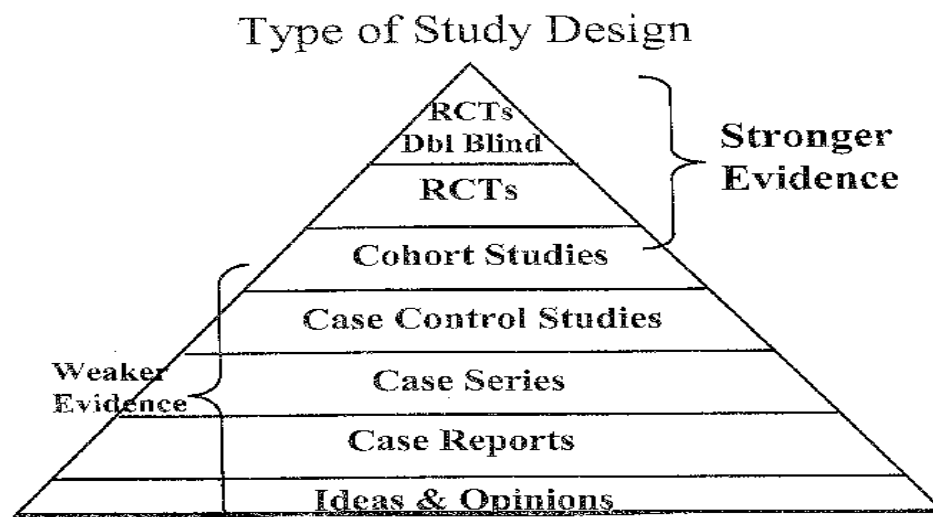 Type of Study Design
RCTs
Dbl Blind
Stronger
Evidence
RCTs
Cohort Studies
Case Control Studies
Weaker
Evidence
Case Series
Case Reports
Ideas & Opinions